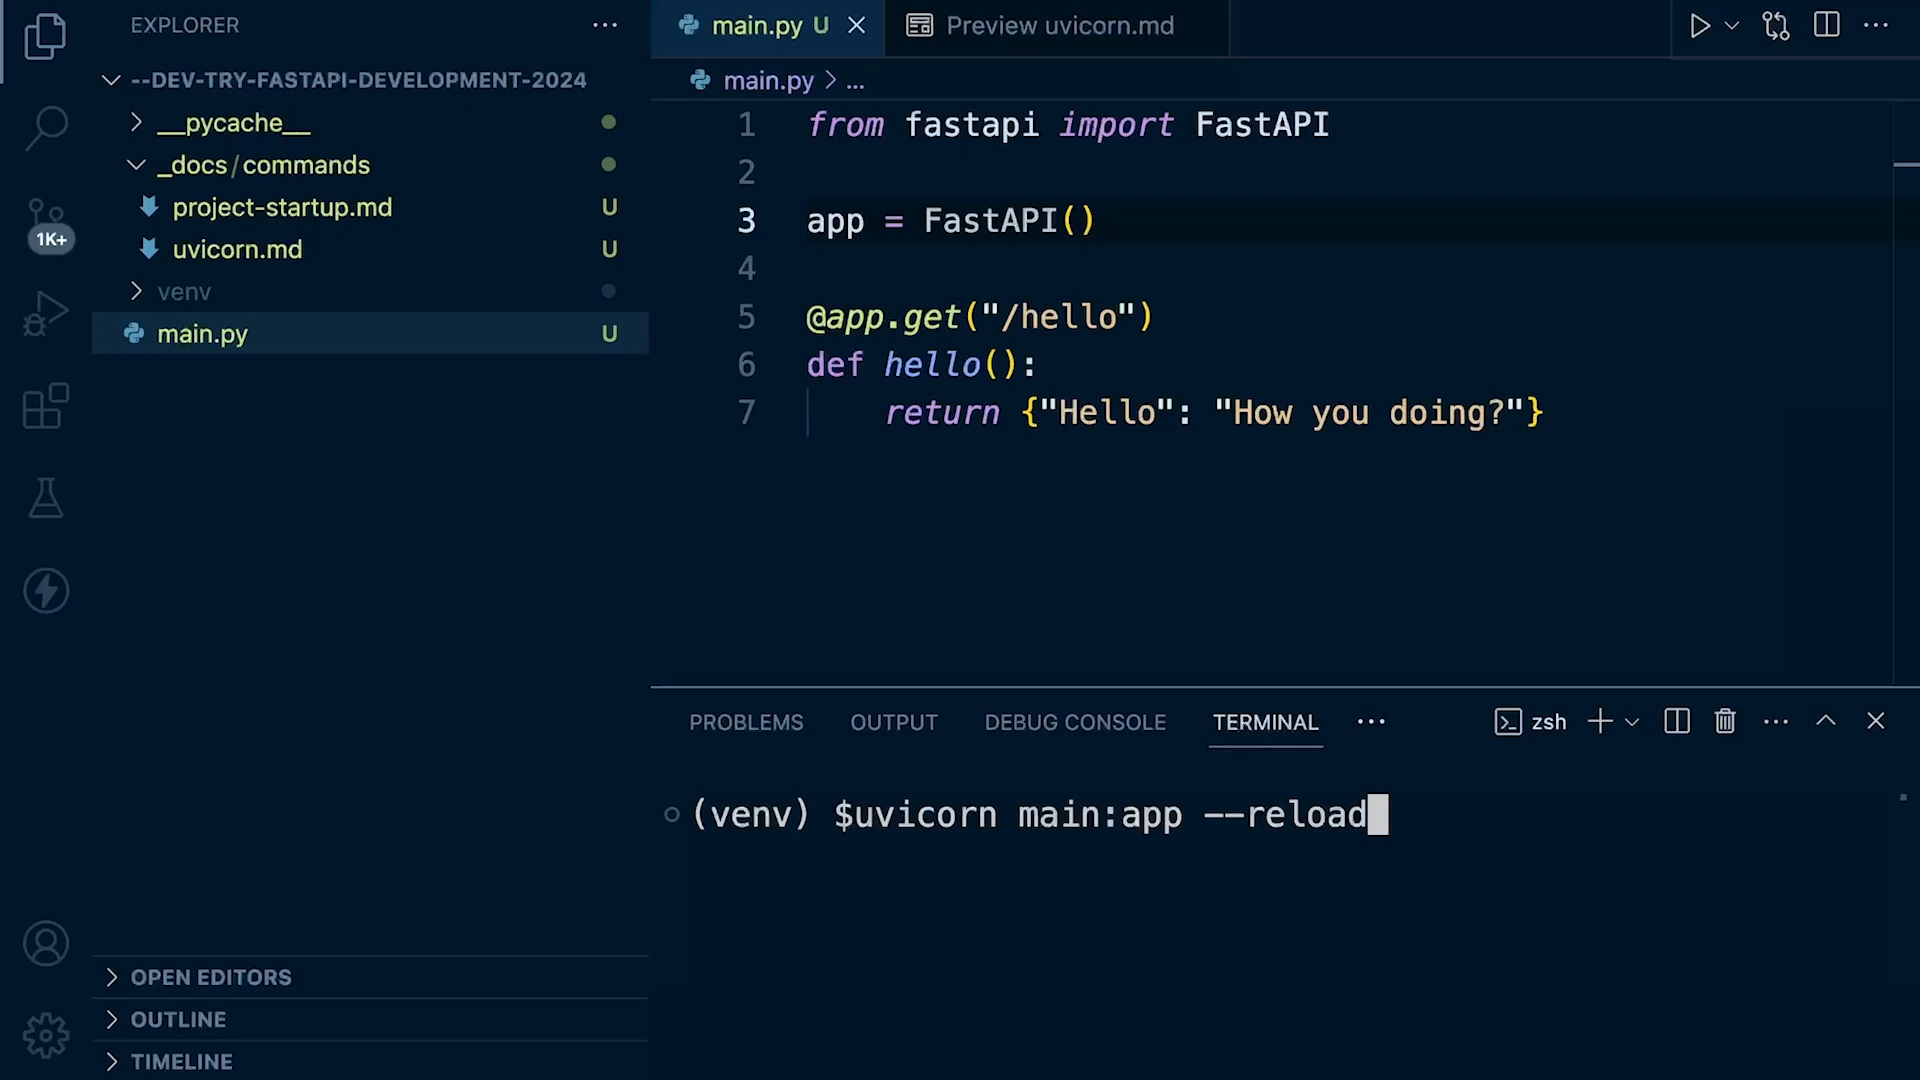 EXPLORER
--DEV-TRY-FASTAPI-DEVELOPMENT-2024
__pycache__
_docs/commands
project-startup.md U
uvicorn.md U
venv
main.py U
1K+
OPEN EDITORS
OUTLINE
TIMELINE
main.py U
Preview uvicorn.md
main.py > ...
1 from fastapi import FastAPI
2
3 app = FastAPI()
4
5 @app.get("/hello")
6 def hello():
7 return {"Hello": "How you doing?"}
PROBLEMS OUTPUT DEBUG CONSOLE TERMINAL
zsh
(venv) $uvicorn main:app --reload